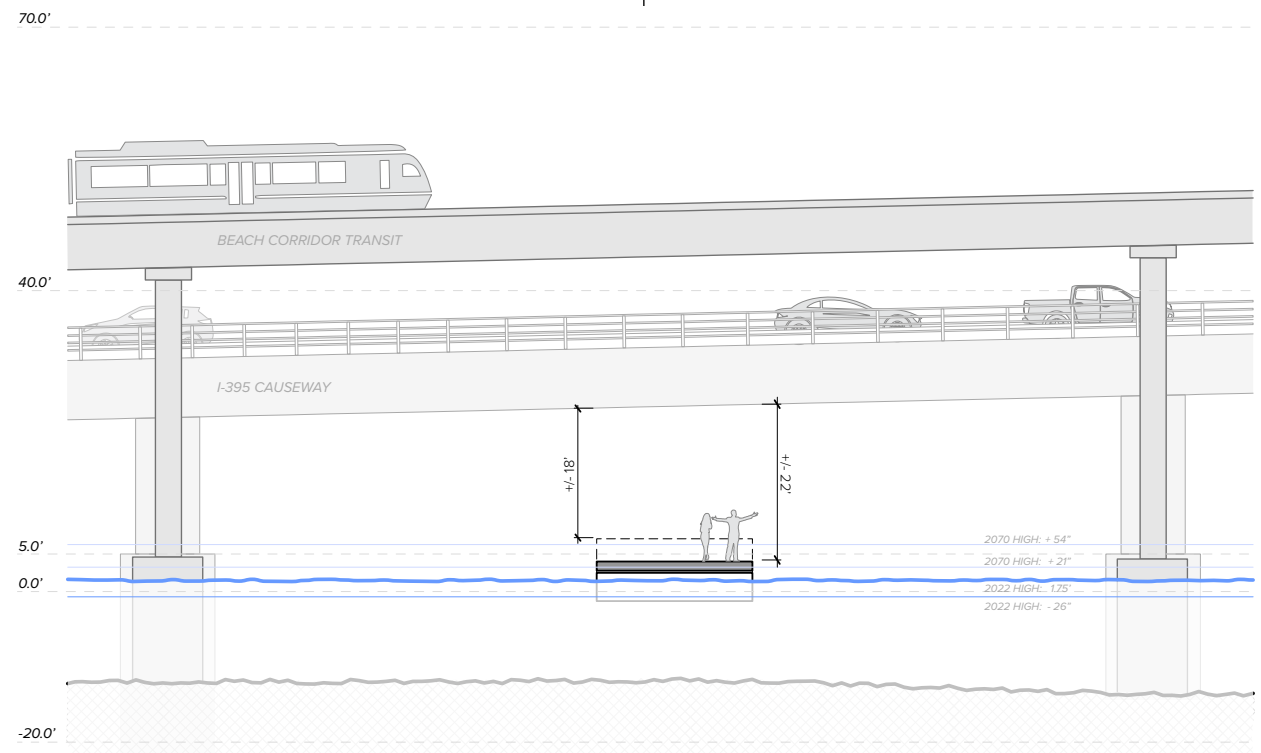 70.0’
BEACH CORRIDOR TRANSIT
40.0’
I-395 CAUSEWAY
+/- 18’
+/- 22’
5.0’
2070 HIGH: + 54”
2070 HIGH: + 21”
0.0’
2022 HIGH: 1.75’
2022 HIGH: - 26”
-20.0’